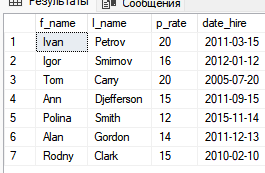 Результаты Сообщения
f_name l_name p_rate date_hire
1 Ivan Petrov 20 2011-03-15
2 Igor Smirnov 16 2012-01-12
3 Tom Carry 20 2005-07-20
4 Ann Djefferson 15 2011-09-15
5 Polina Smith 12 2015-11-14
6 Alan Gordon 14 2011-12-13
7 Rodny Clark 15 2010-02-10